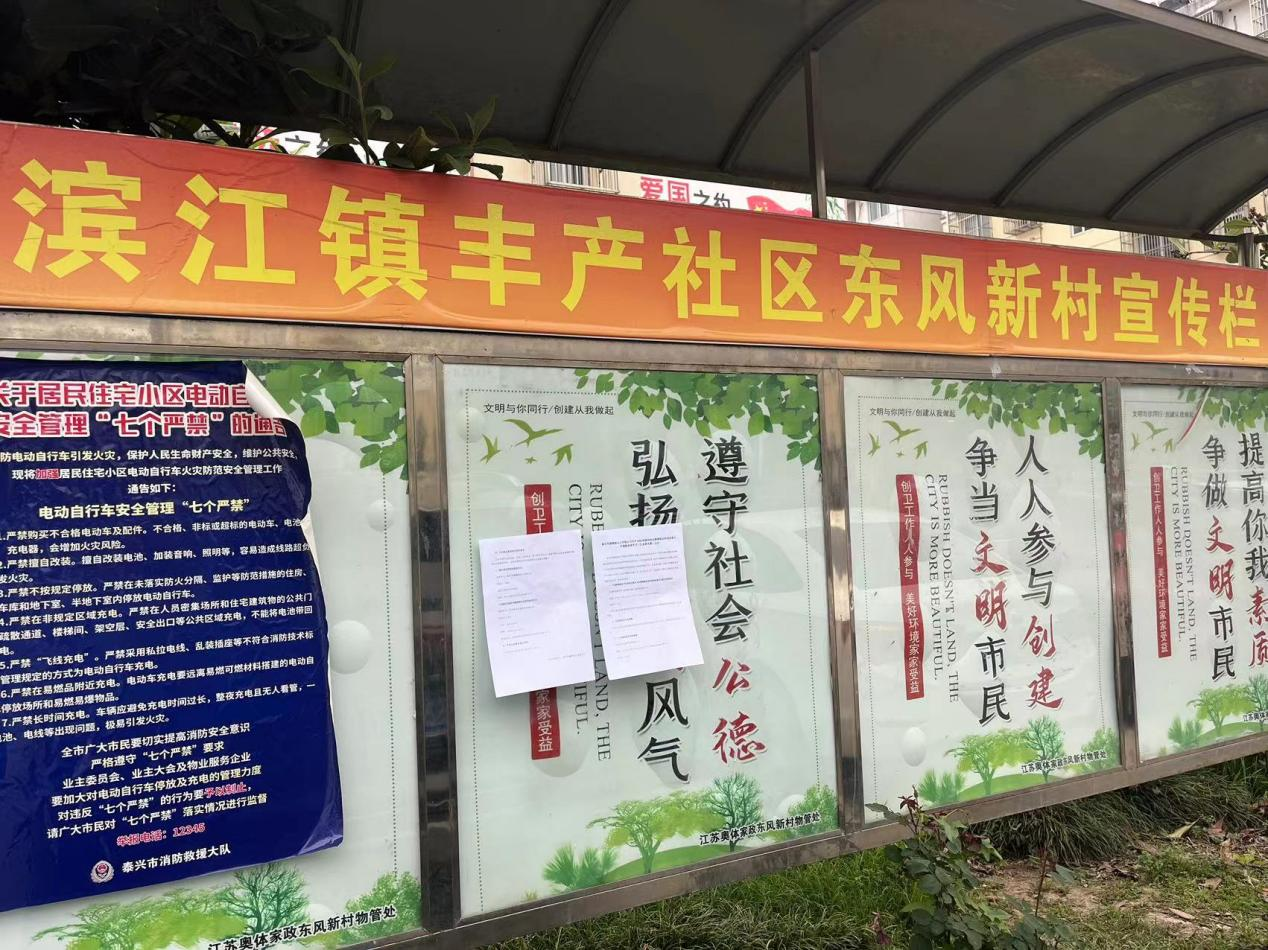 爱国之约
滨江镇丰产社区东风新村宣传栏
关于居民住宅小区电动自
安全管理“七个严禁”的通告
防电动自行车引发火灾，保护人民生命财产安全，维护公共安全，
现将加强居民住宅小区电动自行车火灾防范安全管理工作
通告如下：
电动自行车安全管理“七个严禁”
1.严禁购买不合格电动车及配件。不合格、非标或超标的电动车、电池
充电器，会增加火灾风险。
2.严禁擅自改装。擅自改装电池、加装音响、照明等，容易造成线路超负
发火灾。
3.严禁不按规定停放。严禁在未落实防火分隔、监护等防范措施的住房、
车库和地下室、半地下室内停放电动自行车。
4.严禁在非规定区域充电。严禁在人员密集场所和住宅建筑物的公共门
疏散通道、楼梯间、架空层、安全出口等公共区域充电，不能将电池带回
电。
5.严禁“飞线充电”。严禁采用私拉电线、乱装插座等不符合消防技术标
管理规定的方式为电动自行车充电。
6.严禁在易燃品附近充电。电动车充电要远离易燃可燃材料搭建的电动自
停放场所和易燃易爆物品。
7.严禁长时间充电。车辆应避免充电时间过长，整夜充电且无人看管，一
电池、电线等出现问题，极易引发火灾。
全市广大市民要切实提高消防安全意识
严格遵守“七个严禁”要求
业主委员会、业主大会及物业服务企业
要加大对电动自行车停放及充电的管理力度
对违反“七个严禁”的行为要予以制止，
请广大市民对“七个严禁”落实情况进行监督
举报电话：12345
泰兴市消防救援大队
江苏奥体家政东风新村物管处
文明与你同行/创建从我做起
遵守社会公德
弘扬
风气
创卫工
家家受益
LAND, THE
江苏奥体家政东风新村物管处
文明与你同行/创建从我做起
人人参与创建
争当文明市民
RUBBISH DOESN'T LAND, THE
CITY IS MORE BEAUTIFUL.
创卫工作人人参与 美好环境家家受益
江苏奥体家政东风新村物管处
文明与你同行/创建从我做起
提高你我素质
争做文明市民
RUBBISH DOESN'T LAND, THE
CITY IS MORE BEAUTIFUL.
创卫工作人人参与 美好环境家家受益